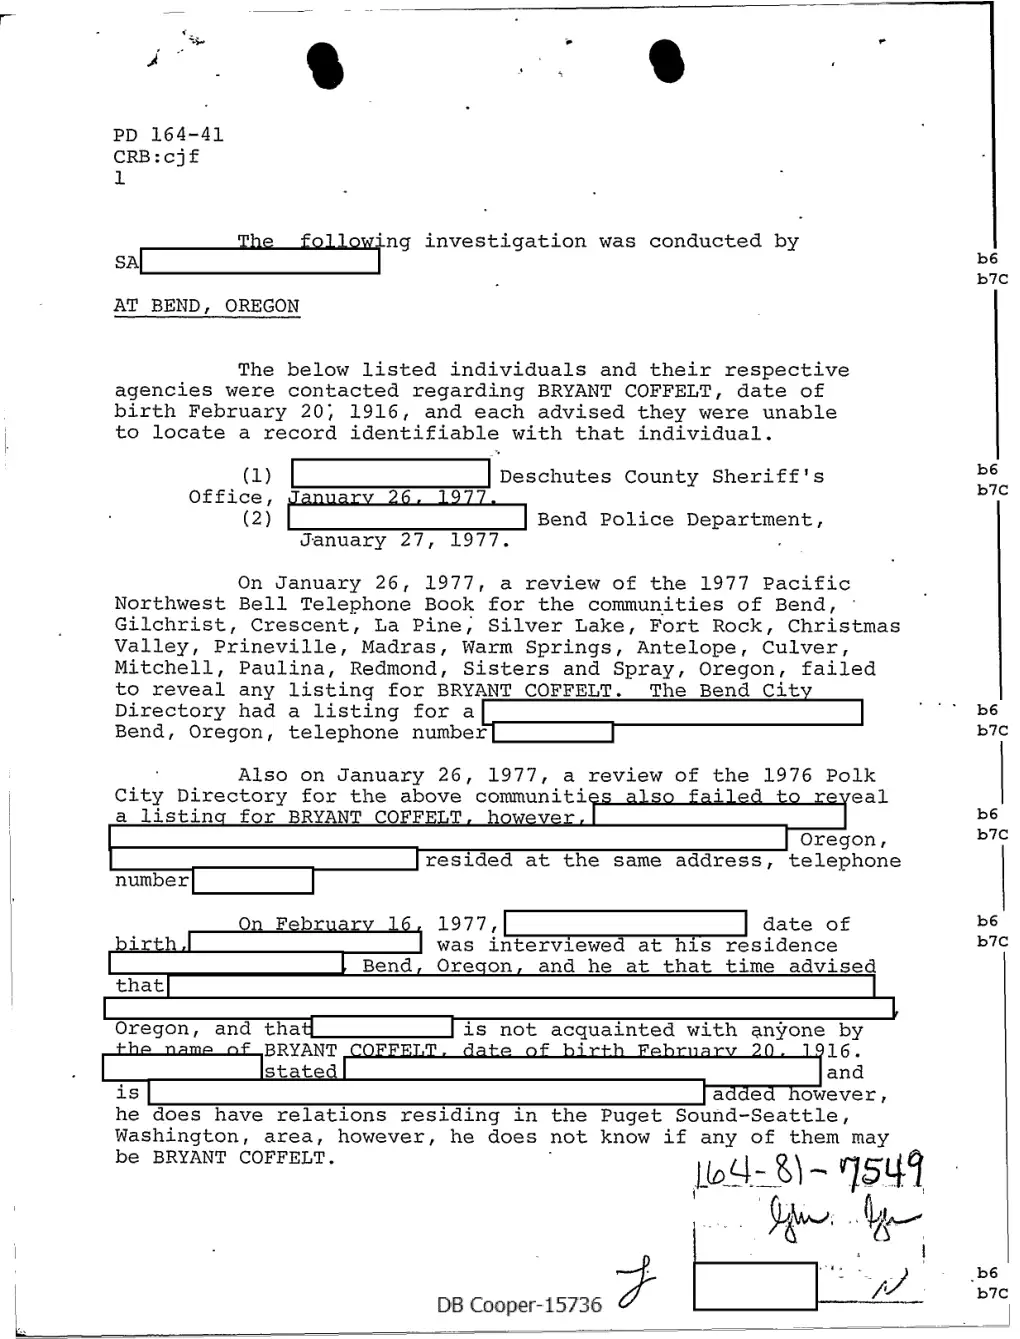 PD 164-41
CRB:cjf
1
The following investigation was conducted by
SA
b6
b7C
AT BEND, OREGON
The below listed individuals and their respective
agencies were contacted regarding BRYANT COFFELT, date of
birth February 20, 1916, and each advised they were unable
to locate a record identifiable with that individual.
(1) Deschutes County Sheriff's
Office, January 26, 1977.
b6
b7C
(2) Bend Police Department,
January 27, 1977.
On January 26, 1977, a review of the 1977 Pacific
Northwest Bell Telephone Book for the communities of Bend,
Gilchrist, Crescent, La Pine, Silver Lake, Fort Rock, Christmas
Valley, Prineville, Madras, Warm Springs, Antelope, Culver,
Mitchell, Paulina, Redmond, Sisters and Spray, Oregon, failed
to reveal any listing for BRYANT COFFELT. The Bend City
Directory had a listing for a
Bend, Oregon, telephone number
b6
b7C
Also on January 26, 1977, a review of the 1976 Polk
City Directory for the above communities also failed to reveal
a listing for BRYANT COFFELT, however,
b6
b7C
Oregon,
resided at the same address, telephone
number
On February 16, 1977, date of
birth, was interviewed at his residence
b6
b7C
, Bend, Oregon, and he at that time advised
that
,
Oregon, and that is not acquainted with anyone by
the name of BRYANT COFFELT, date of birth February 20, 1916.
stated and
is added however,
he does have relations residing in the Puget Sound-Seattle,
Washington, area, however, he does not know if any of them may
be BRYANT COFFELT.
164-81-7549
b6
b7C
DB Cooper-15736